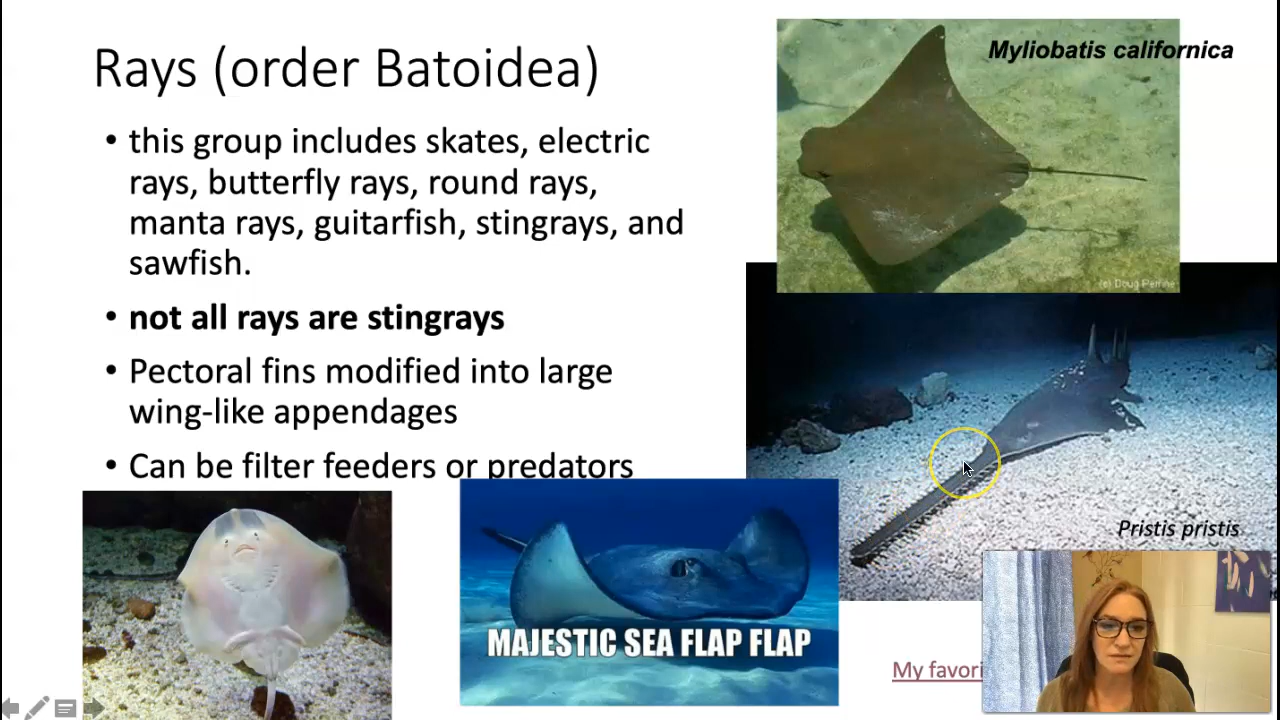 Rays (order Batoidea)
• this group includes skates, electric
rays, butterfly rays, round rays,
manta rays, guitarfish, stingrays, and
sawfish.
• not all rays are stingrays
• Pectoral fins modified into large
wing-like appendages
• Can be filter feeders or predators
Myliobatis californica
(c) Doug Perrine
Pristis pristis
MAJESTIC SEA FLAP FLAP
My favori